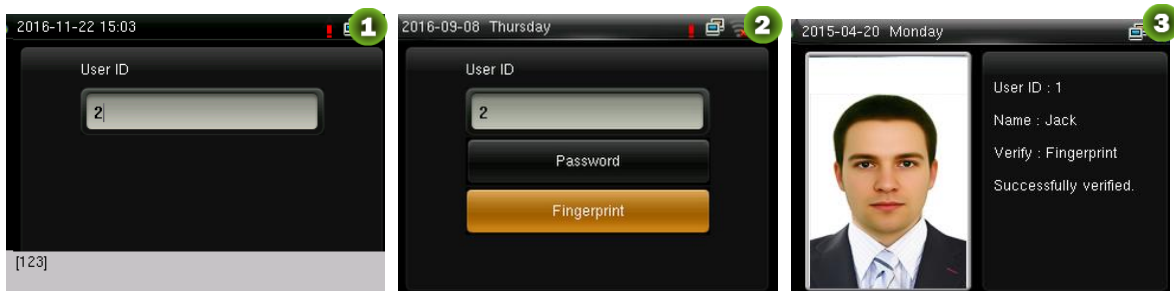 2016-11-22 15:03
1
User ID
2
[123]
2016-09-08 Thursday
2
User ID
2
Password
Fingerprint
2015-04-20 Monday
3
User ID : 1
Name : Jack
Verify : Fingerprint
Successfully verified.